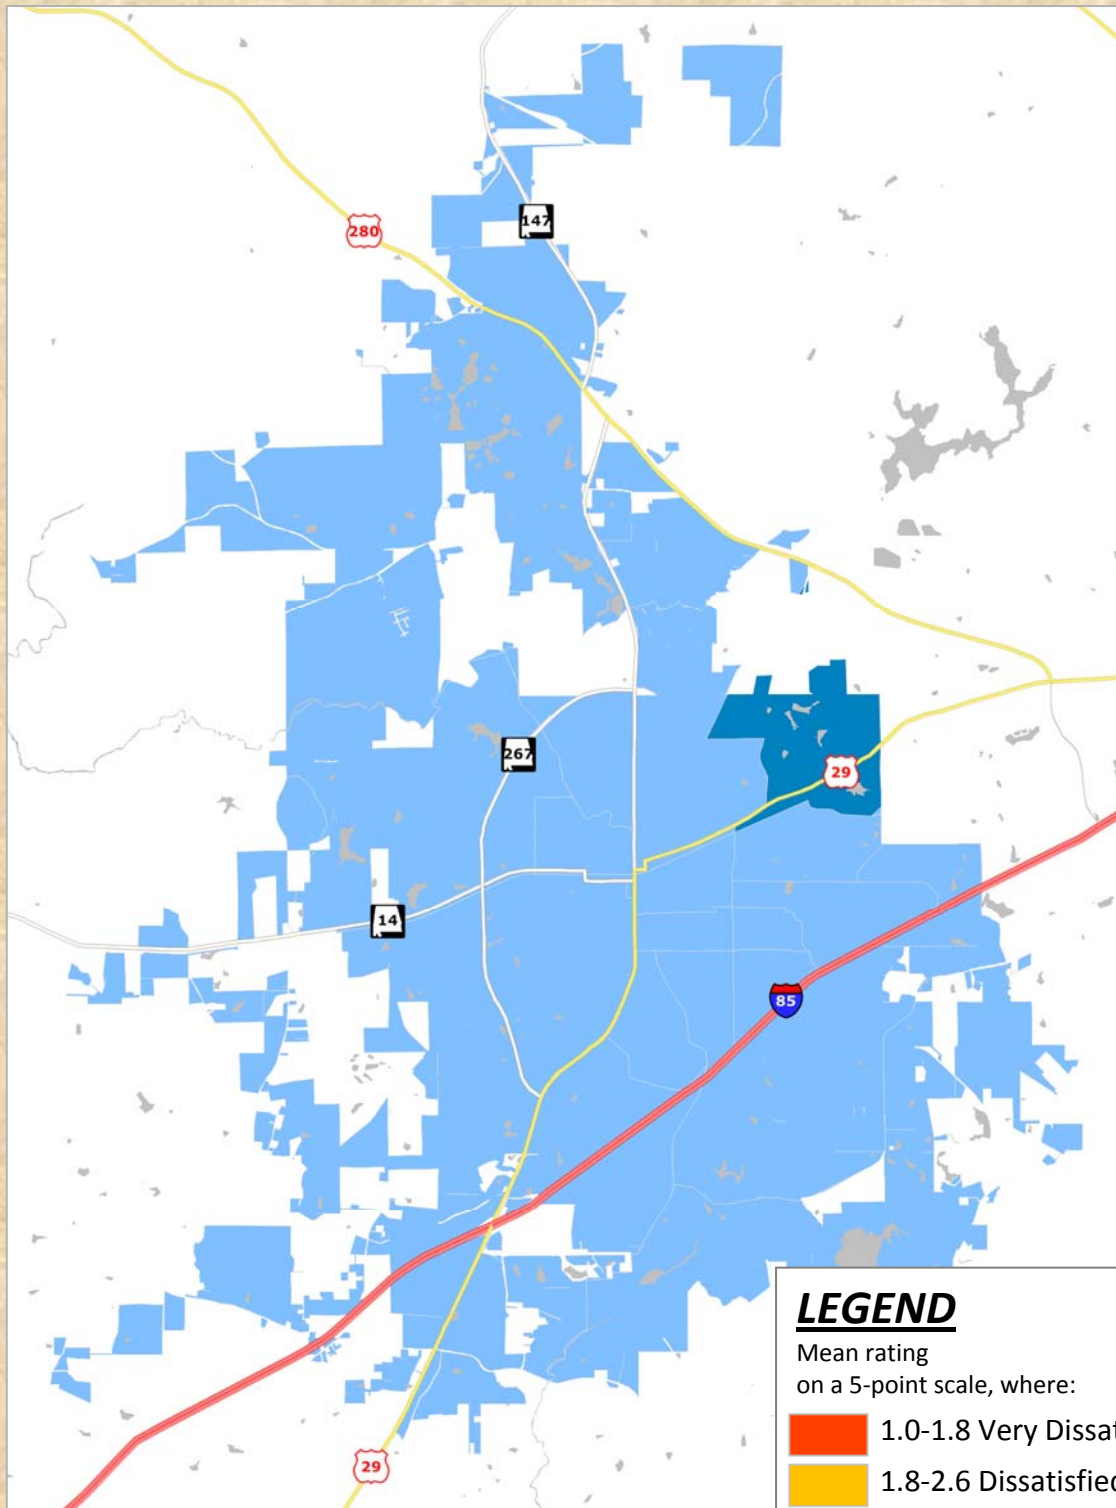 147
280
29
267
14
85
LEGEND
Mean rating
on a 5-point scale, where:
1.0-1.8 Very Dissat
1.8-2.6 Dissatisfied
29